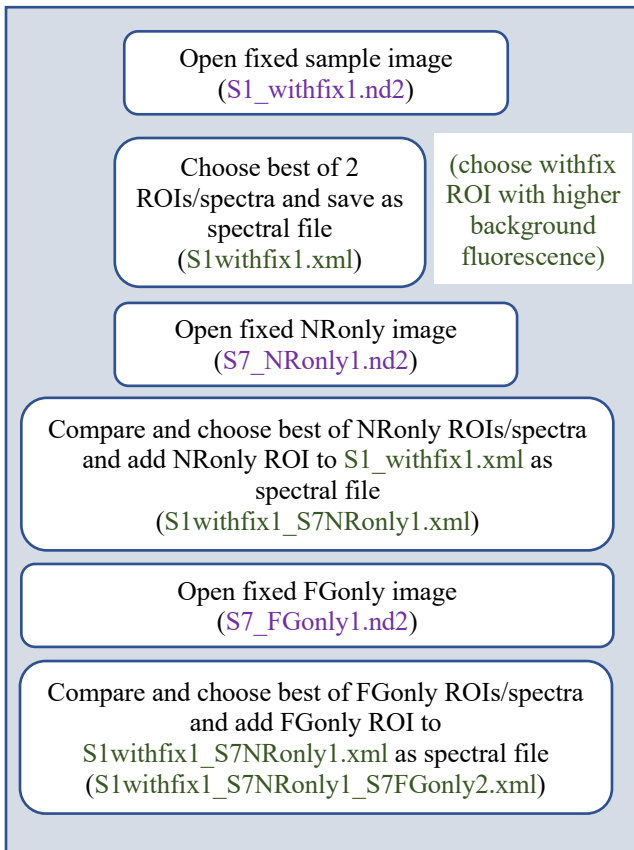 Open fixed sample image
(S1_withfix1.nd2)
Choose best of 2
ROIs/spectra and save as
spectral file
(S1withfix1.xml)
(choose withfix
ROI with higher
background
fluorescence)
Open fixed NRonly image
(S7_NRonly1.nd2)
Compare and choose best of NRonly ROIs/spectra
and add NRonly ROI to S1_withfix1.xml as
spectral file
(S1withfix1_S7NRonly1.xml)
Open fixed FGonly image
(S7_FGonly1.nd2)
Compare and choose best of FGonly ROIs/spectra
and add FGonly ROI to
S1withfix1_S7NRonly1.xml as spectral file
(S1withfix1_S7NRonly1_S7FGonly2.xml)